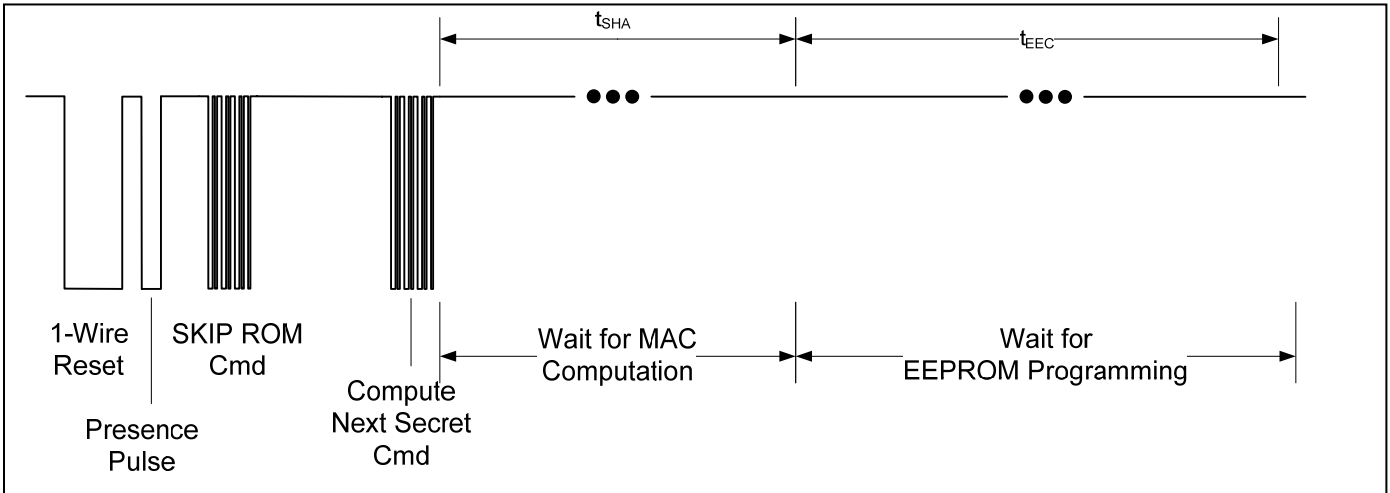 tSHA
tEEC
1-Wire
Reset
SKIP ROM
Cmd
Wait for MAC
Computation
Wait for
EEPROM Programming
Presence
Pulse
Compute
Next Secret
Cmd